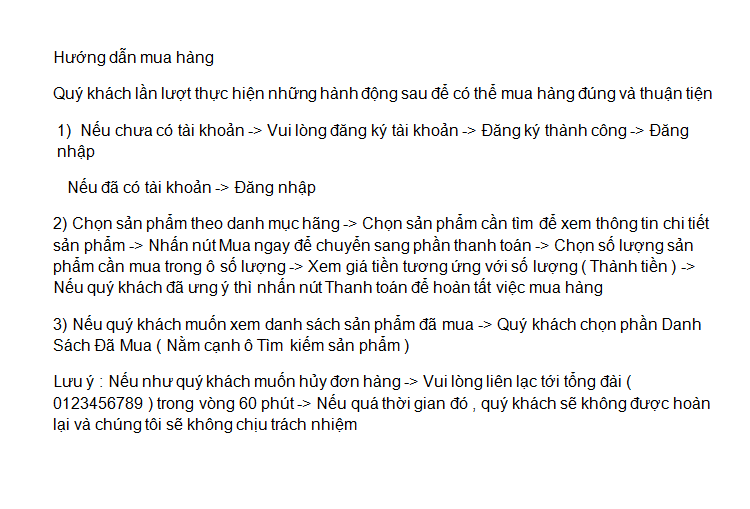 Hướng dẫn mua hàng
Quý khách lần lượt thực hiện những hành động sau để có thể mua hàng đúng và thuận tiện
1) Nếu chưa có tài khoản -> Vui lòng đăng ký tài khoản -> Đăng ký thành công -> Đăng
nhập
Nếu đã có tài khoản -> Đăng nhập
2) Chọn sản phẩm theo danh mục hãng -> Chọn sản phẩm cần tìm để xem thông tin chi tiết
sản phẩm -> Nhấn nút Mua ngay để chuyển sang phần thanh toán -> Chọn số lượng sản
phẩm cần mua trong ô số lượng -> Xem giá tiền tương ứng với số lượng ( Thành tiền ) ->
Nếu quý khách đã ưng ý thì nhấn nút Thanh toán để hoàn tất việc mua hàng
3) Nếu quý khách muốn xem danh sách sản phẩm đã mua -> Quý khách chọn phần Danh
Sách Đã Mua ( Nằm cạnh ô Tìm kiếm sản phẩm )
Lưu ý : Nếu như quý khách muốn hủy đơn hàng -> Vui lòng liên lạc tới tổng đài (
0123456789 ) trong vòng 60 phút -> Nếu quá thời gian đó , quý khách sẽ không được hoàn
lại và chúng tôi sẽ không chịu trách nhiệm